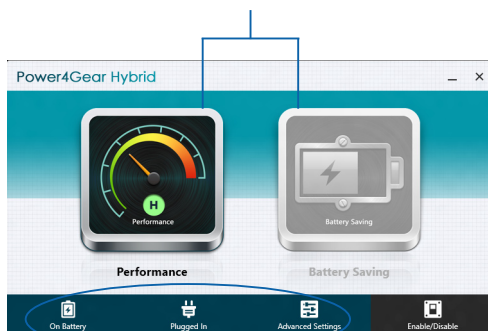 Power4Gear Hybrid
H
Performance
Battery Saving
Performance
Battery Saving
On Battery
Plugged In
Advanced Settings
Enable/Disable